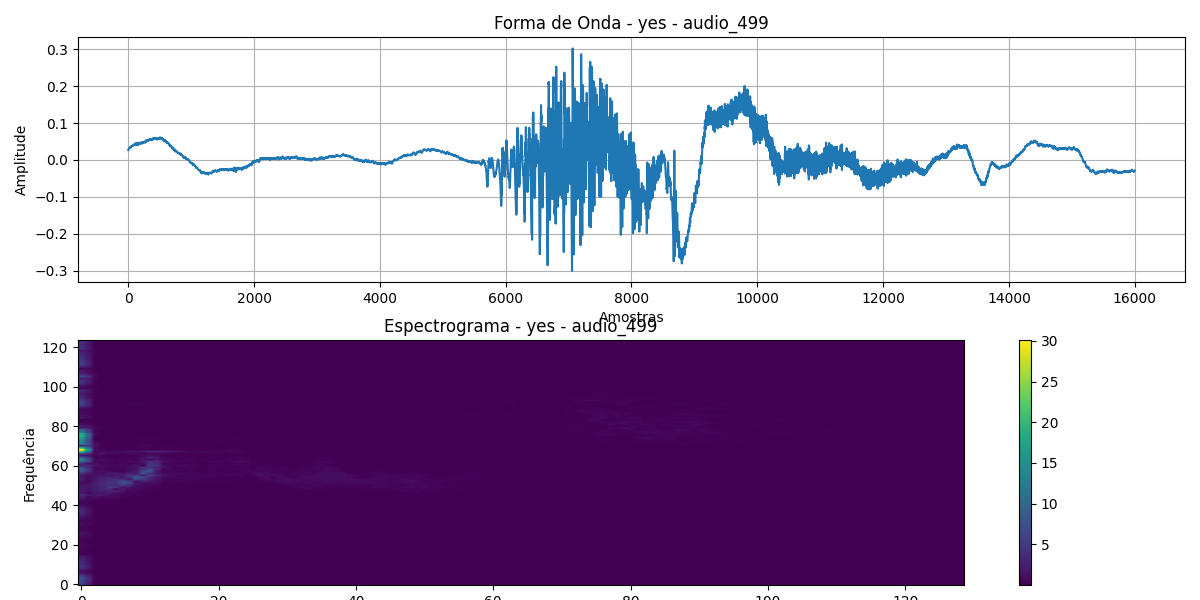 Forma de Onda - yes - audio_499
Amplitude
0.3
0.2
0.1
0.0
−0.1
−0.2
−0.3
0 2000 4000 6000 8000 10000 12000 14000 16000
Amostras
Espectrograma - yes - audio_499
Frequência
120
100
80
60
40
20
0
0 20 40 60 80 100 120
30
25
20
15
10
5